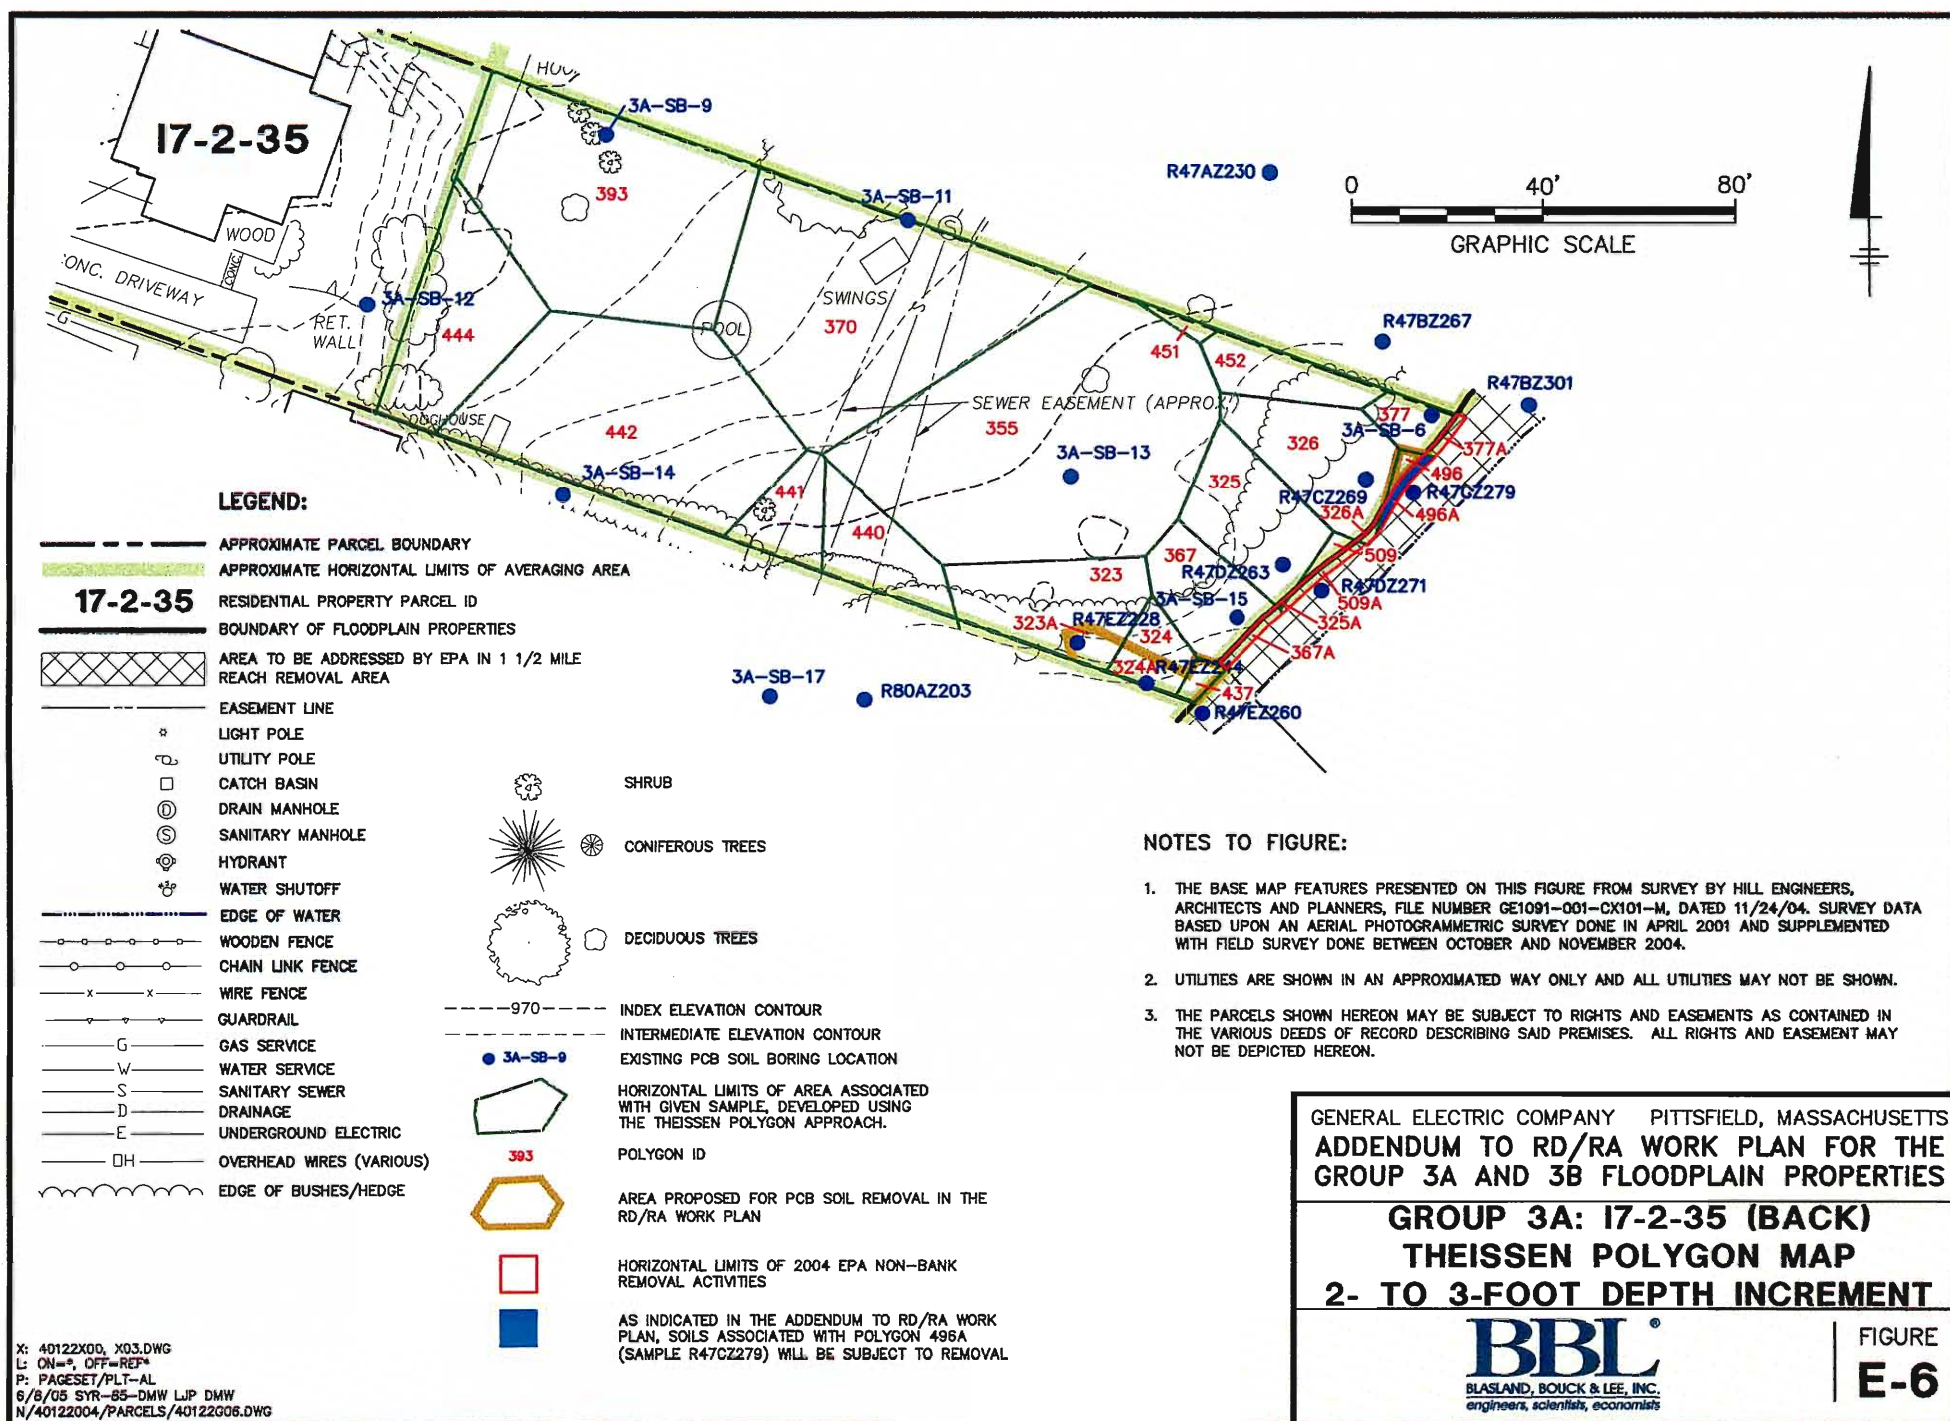 17-2-35
WOOD
CONC.
CONC. DRIVEWAY
RET.
WALL
G
3A-SB-9
393
3A-SB-11
S
R47AZ230
0 40' 80'
GRAPHIC SCALE
3A-SB-12
444
POOL
SWINGS
370
S
R47BZ267
451
452
R47BZ301
DOGHOUSE
442
SEWER EASEMENT (APPROX.)
355
377
3A-SB-6
326
377A
3A-SB-14
3A-SB-13
496
441
325
R47CZ269
R47CZ279
326A
496A
440
367
509
323
R47DZ263
R47DZ271
509A
3A-SB-15
325A
323A
R47EZ228
324
367A
324A
437
R47EZ260
3A-SB-17
R80AZ203
LEGEND:
APPROXIMATE PARCEL BOUNDARY
APPROXIMATE HORIZONTAL LIMITS OF AVERAGING AREA
17-2-35 RESIDENTIAL PROPERTY PARCEL ID
BOUNDARY OF FLOODPLAIN PROPERTIES
AREA TO BE ADDRESSED BY EPA IN 1 1/2 MILE
REACH REMOVAL AREA
EASEMENT LINE
LIGHT POLE
UTILITY POLE
CATCH BASIN
D DRAIN MANHOLE
S SANITARY MANHOLE
HYDRANT
WATER SHUTOFF
EDGE OF WATER
WOODEN FENCE
CHAIN LINK FENCE
x x WIRE FENCE
GUARDRAIL
G GAS SERVICE
W WATER SERVICE
S SANITARY SEWER
D DRAINAGE
E UNDERGROUND ELECTRIC
OH OVERHEAD WIRES (VARIOUS)
EDGE OF BUSHES/HEDGE
SHRUB
CONIFEROUS TREES
DECIDUOUS TREES
970 INDEX ELEVATION CONTOUR
INTERMEDIATE ELEVATION CONTOUR
3A-SB-9 EXISTING PCB SOIL BORING LOCATION
HORIZONTAL LIMITS OF AREA ASSOCIATED
WITH GIVEN SAMPLE, DEVELOPED USING
THE THEISSEN POLYGON APPROACH.
393 POLYGON ID
AREA PROPOSED FOR PCB SOIL REMOVAL IN THE
RD/RA WORK PLAN
HORIZONTAL LIMITS OF 2004 EPA NON-BANK
REMOVAL ACTIVITIES
AS INDICATED IN THE ADDENDUM TO RD/RA WORK
PLAN, SOILS ASSOCIATED WITH POLYGON 496A
(SAMPLE R47CZ279) WILL BE SUBJECT TO REMOVAL
NOTES TO FIGURE:
1. THE BASE MAP FEATURES PRESENTED ON THIS FIGURE FROM SURVEY BY HILL ENGINEERS,
ARCHITECTS AND PLANNERS, FILE NUMBER GE1091-001-CX101-M, DATED 11/24/04. SURVEY DATA
BASED UPON AN AERIAL PHOTOGRAMMETRIC SURVEY DONE IN APRIL 2001 AND SUPPLEMENTED
WITH FIELD SURVEY DONE BETWEEN OCTOBER AND NOVEMBER 2004.
2. UTILITIES ARE SHOWN IN AN APPROXIMATED WAY ONLY AND ALL UTILITIES MAY NOT BE SHOWN.
3. THE PARCELS SHOWN HEREON MAY BE SUBJECT TO RIGHTS AND EASEMENTS AS CONTAINED IN
THE VARIOUS DEEDS OF RECORD DESCRIBING SAID PREMISES. ALL RIGHTS AND EASEMENT MAY
NOT BE DEPICTED HEREON.
GENERAL ELECTRIC COMPANY PITTSFIELD, MASSACHUSETTS
ADDENDUM TO RD/RA WORK PLAN FOR THE
GROUP 3A AND 3B FLOODPLAIN PROPERTIES
GROUP 3A: I7-2-35 (BACK)
THEISSEN POLYGON MAP
2- TO 3-FOOT DEPTH INCREMENT
BBL®
BLASLAND, BOUCK & LEE, INC.
engineers, scientists, economists
FIGURE
E-6
X: 40122X00, X03.DWG
L: ON=*, OFF=REF*
P: PAGESET/PLT-AL
6/8/05 SYR-85-DMW LJP DMW
N/40122004/PARCELS/40122G06.DWG